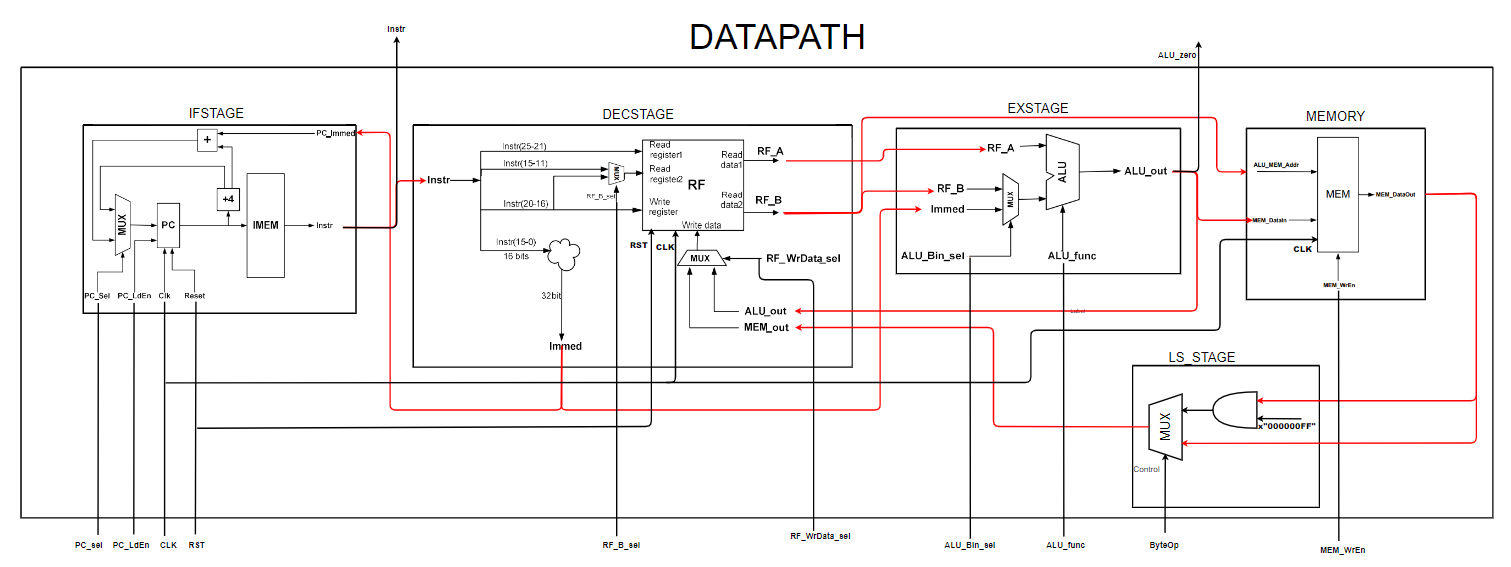 DATAPATH
Instr
ALU_zero
IFSTAGE
DECSTAGE
EXSTAGE
MEMORY
PC_Immed
+
+4
MUX
PC
IMEM
Instr
PC_Sel
PC_LdEn
Clk
Reset
Instr
Instr(25-21)
Instr(15-11)
Instr(20-16)
Instr(15-0)
16 bits
32bit
Immed
MUX
RF_B_sel
Read
register1
Read
register2
Write
register
RF
Read
data1
Read
data2
Write data
RST
CLK
MUX
RF_WrData_sel
ALU_out
MEM_out
RF_A
RF_B
RF_A
RF_B
Immed
MUX
ALU
ALU_out
ALU_Bin_sel
ALU_func
Label
ALU_MEM_Addr
MEM_DataIn
MEM
MEM_DataOut
CLK
MEM_WrEn
LS_STAGE
MUX
x"000000FF"
Control
PC_sel
PC_LdEn
CLK
RST
RF_B_sel
RF_WrData_sel
ALU_Bin_sel
ALU_func
ByteOp
MEM_WrEn